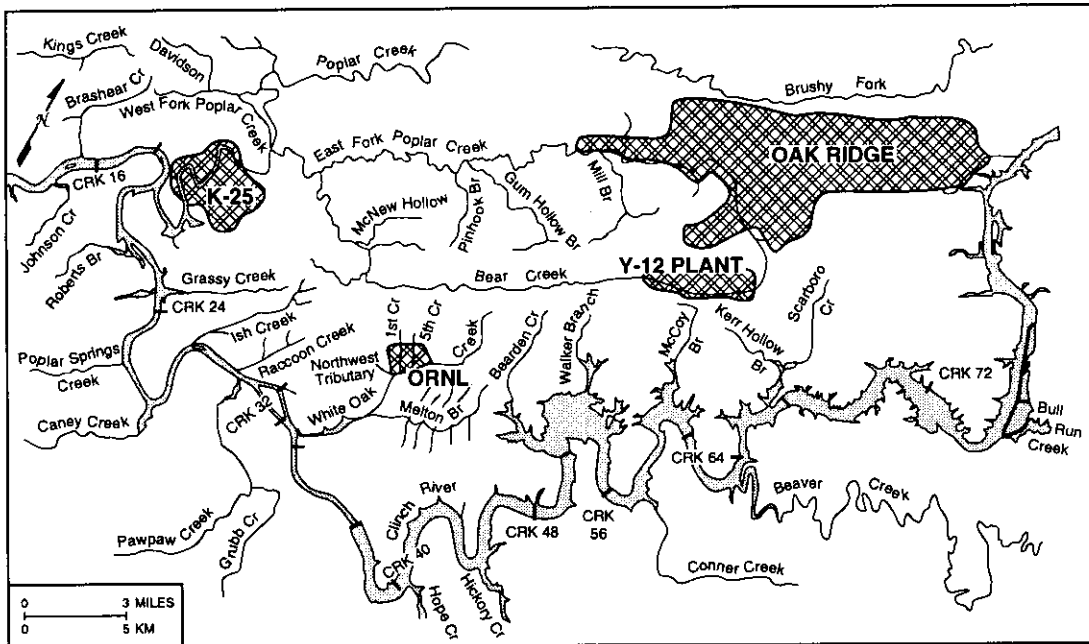 Kings Creek
Davidson
Brashear Cr
West Fork Poplar Creek
Poplar Creek
Brushy Fork
N
CRK 16
K-25
East Fork Poplar Creek
Mill Br
OAK RIDGE
Johnson Cr
McNew Hollow
Pinhook Br
Gum Hollow Br
Roberts Br
Grassy Creek
CRK 24
Bear Creek
Y-12 PLANT
Scarboro Cr
Kerr Hollow Br
McCoy Br
Ish Creek
1st Cr
5th Cr
Creek
Bearden Cr
Walker Branch
Poplar Springs
Creek
Raccoon Creek
Northwest
Tributary
ORNL
CRK 72
Caney Creek
CRK 32
White Oak
Melton Br
Bull
Run
Creek
CRK 64
Beaver Creek
Clinch River
CRK 48
CRK
56
Pawpaw Creek
Grubb Cr
CRK 40
Hope Cr
Hickory Cr
Conner Creek
0 3 MILES
0 5 KM